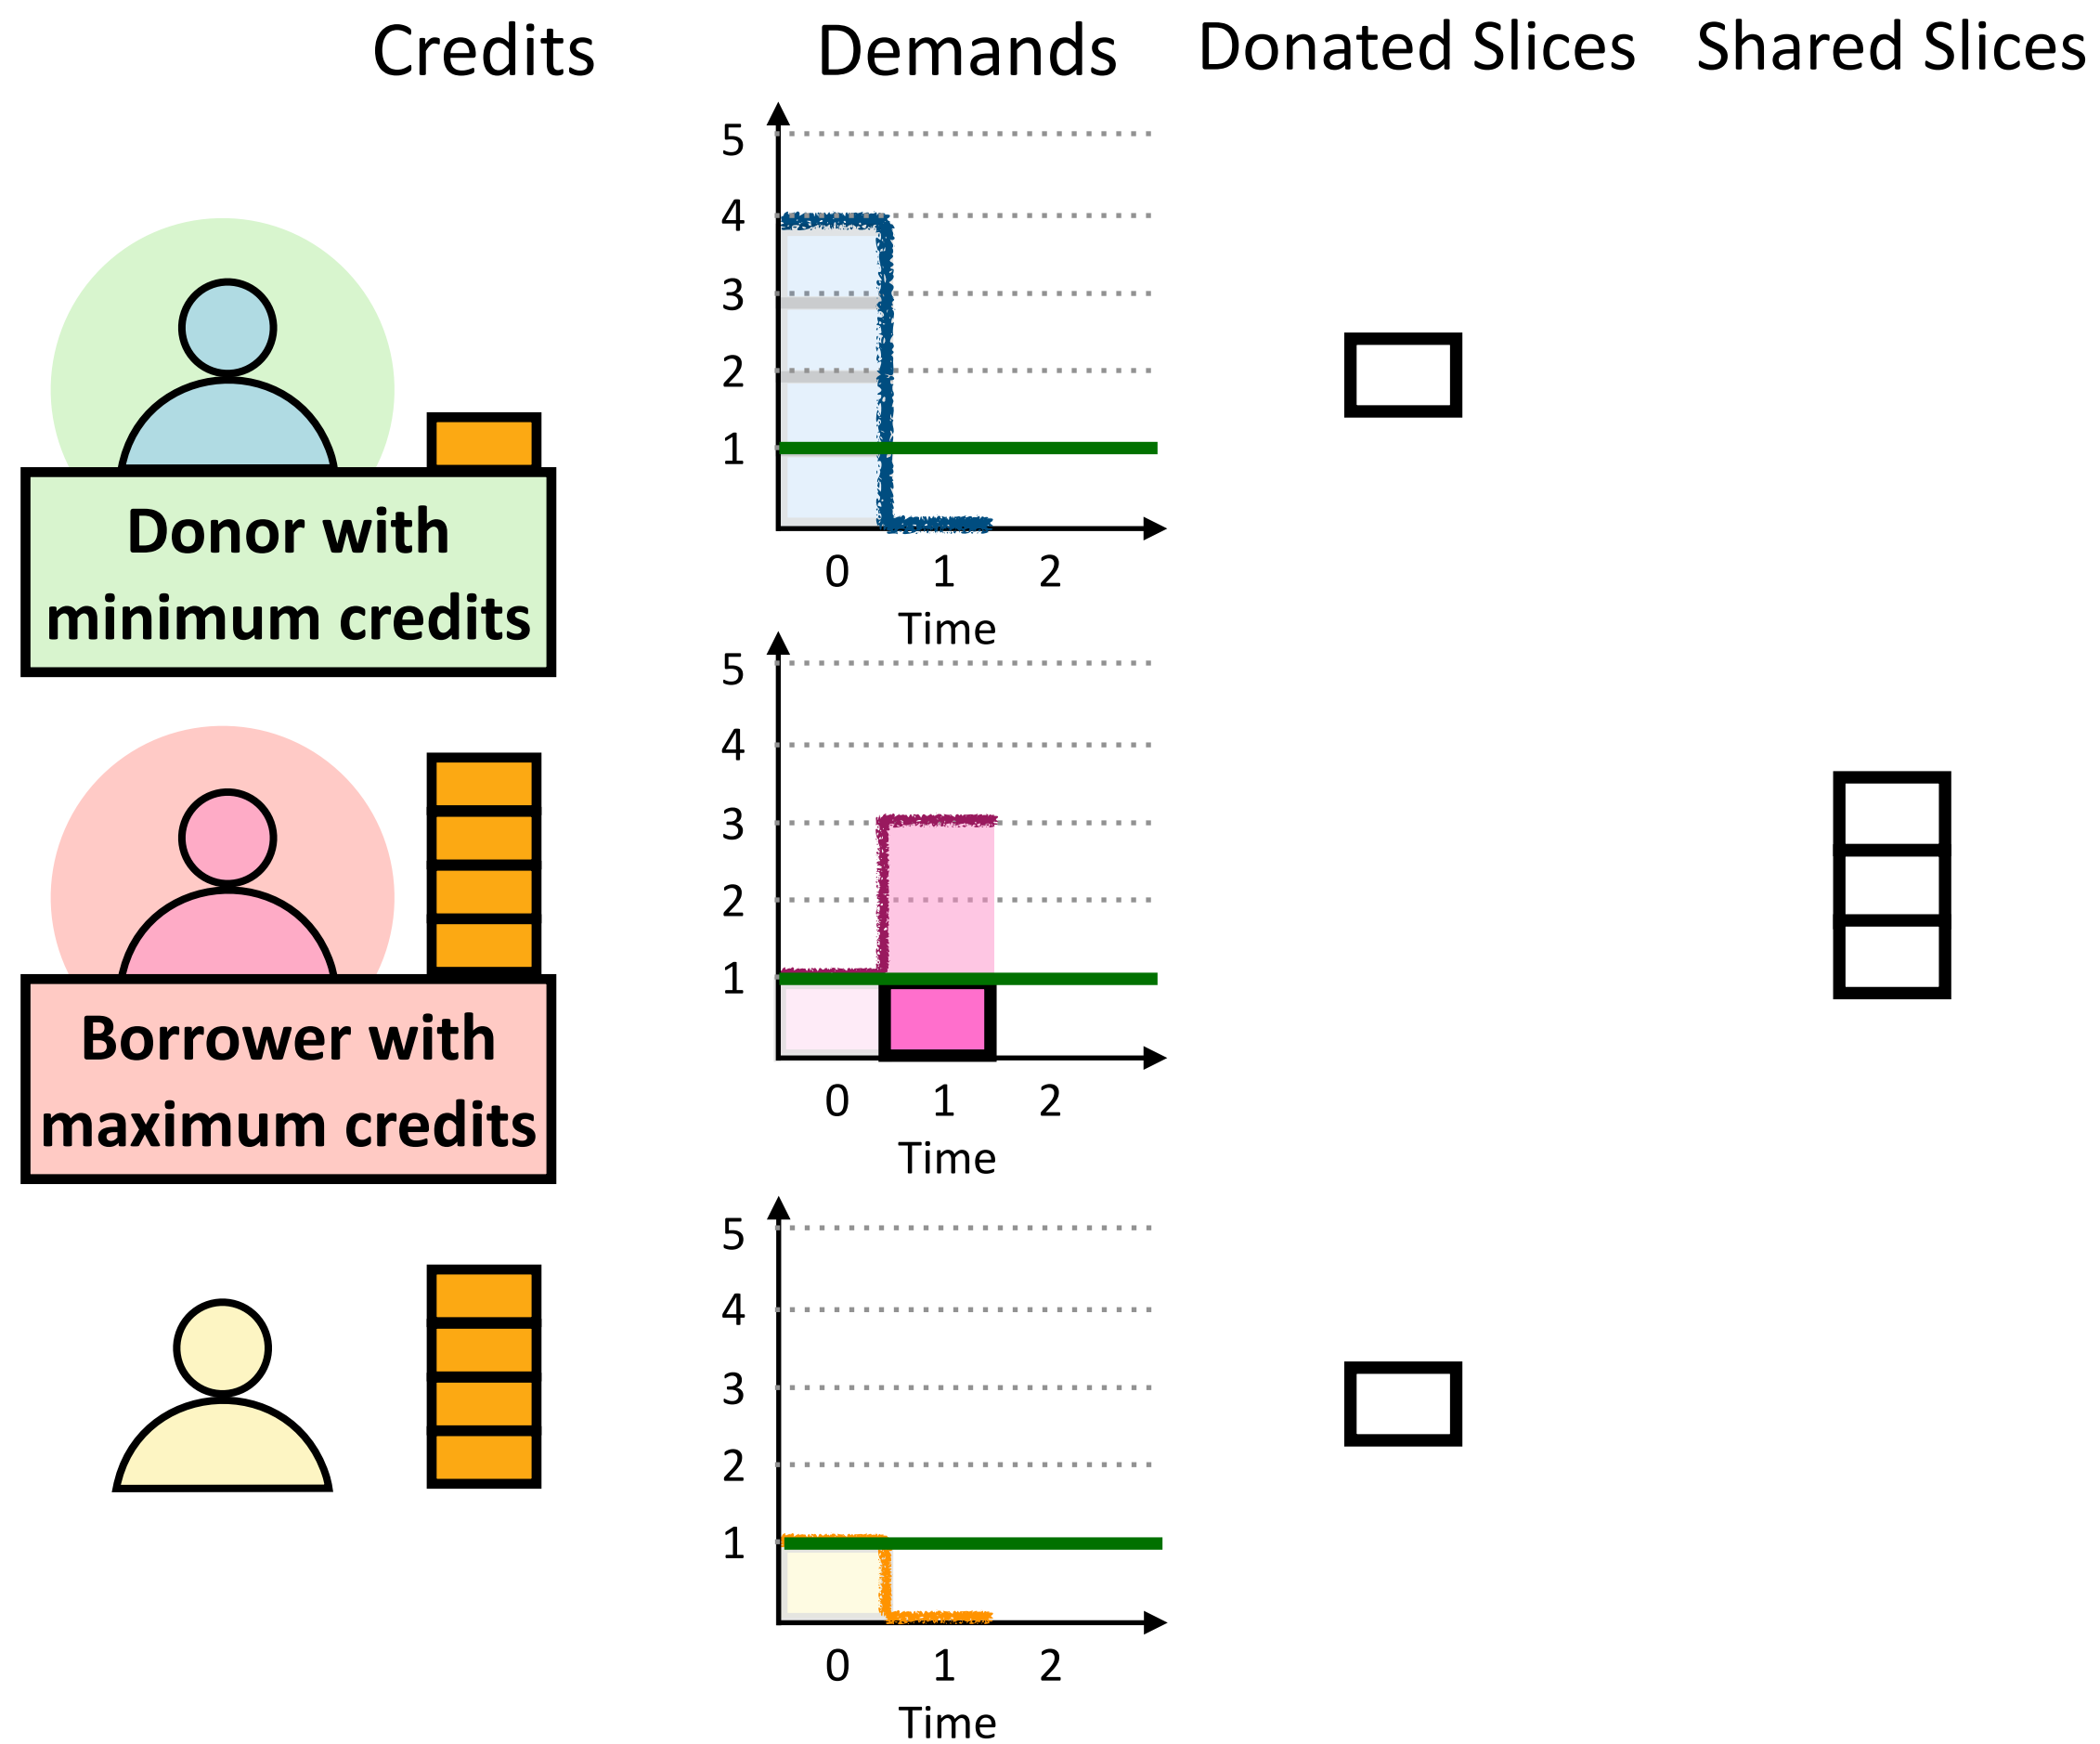 Credits
Demands
Donated Slices
Shared Slices
5
4
3
2
1
0 1 2
Time
Donor with
minimum credits
5
4
3
2
1
0 1 2
Time
Borrower with
maximum credits
5
4
3
2
1
0 1 2
Time